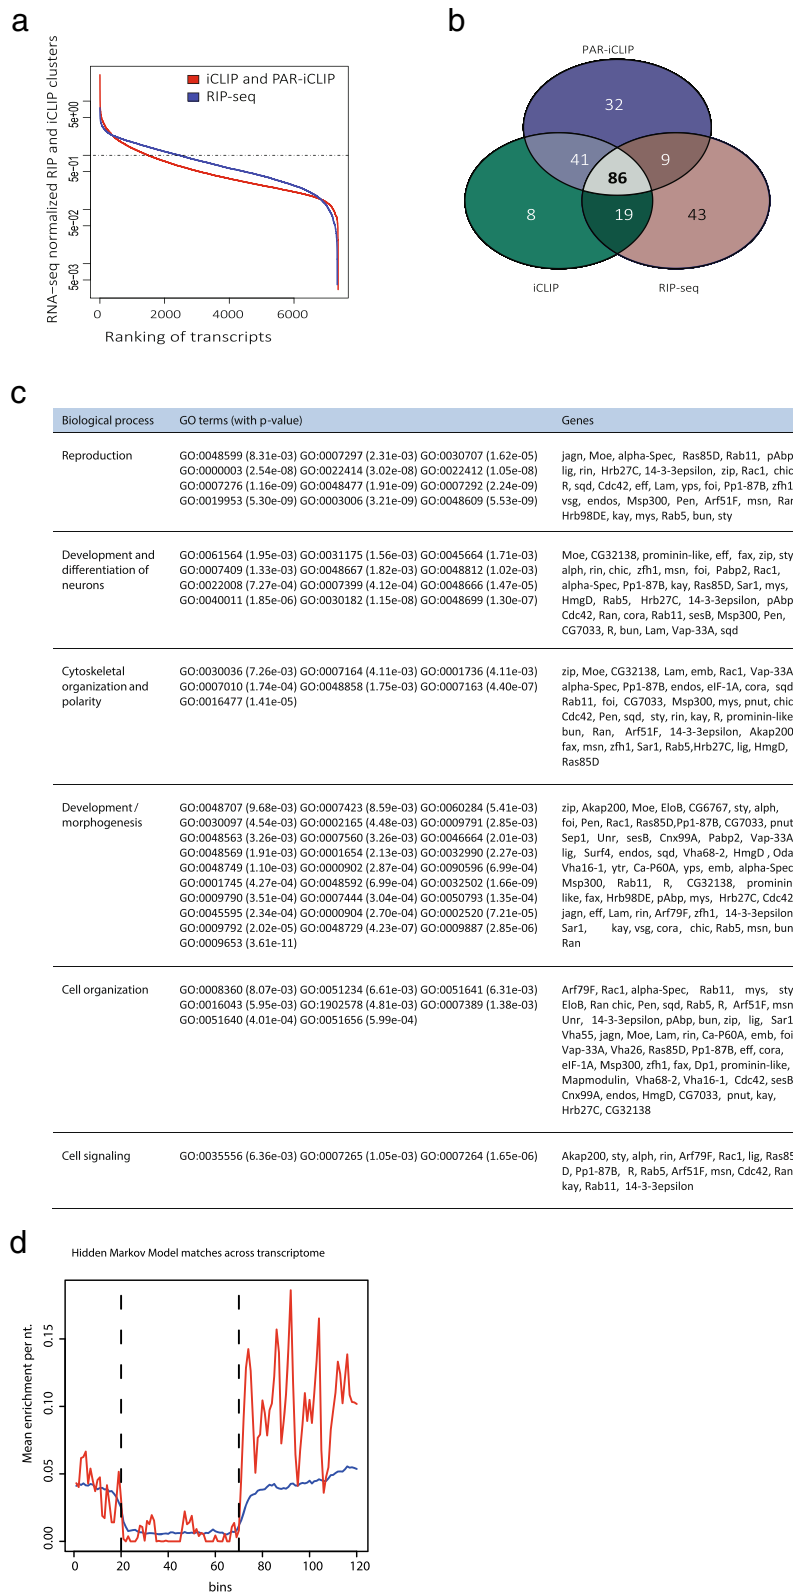 a
RNA-seq normalized RIP and iCLIP clusters
5e+00
5e-01
5e-02
5e-03
iCLIP and PAR-iCLIP
RIP-seq
0 2000 4000 6000
Ranking of transcripts
b
PAR-iCLIP
32
41 9
86
8 19 43
iCLIP RIP-seq
c
Biological process GO terms (with p-value) Genes
Reproduction GO:0048599 (8.31e-03) GO:0007297 (2.31e-03) GO:0030707 (1.62e-05) jagn, Moe, alpha-Spec, Ras85D, Rab11, pAbp
GO:0000003 (2.54e-08) GO:0022414 (3.02e-08) GO:0022412 (1.05e-08) lig, rin, Hrb27C, 14-3-3epsilon, zip, Rac1, chic
GO:0007276 (1.16e-09) GO:0048477 (1.91e-09) GO:0007292 (2.24e-09) R, sqd, Cdc42, eff, Lam, yps, foi, Pp1-87B, zfh1
GO:0019953 (5.30e-09) GO:0003006 (3.21e-09) GO:0048609 (5.53e-09) vsg, endos, Msp300, Pen, Arf51F, msn, Ran
Hrb98DE, kay, mys, Rab5, bun, sty
Development and GO:0061564 (1.95e-03) GO:0031175 (1.56e-03) GO:0045664 (1.71e-03) Moe, CG32138, prominin-like, eff, fax, zip, sty
differentiation of GO:0007409 (1.33e-03) GO:0048667 (1.82e-03) GO:0048812 (1.02e-03) alph, rin, chic, zfh1, msn, foi, Pabp2, Rac1,
neurons GO:0022008 (7.27e-04) GO:0007399 (4.12e-04) GO:0048666 (1.47e-05) alpha-Spec, Pp1-87B, kay, Ras85D, Sar1, mys,
GO:0040011 (1.85e-06) GO:0030182 (1.15e-08) GO:0048699 (1.30e-07) HmgD, Rab5, Hrb27C, 14-3-3epsilon, pAbp
Cdc42, Ran, cora, Rab11, sesB, Msp300, Pen,
CG7033, R, bun, Lam, Vap-33A, sqd
Cytoskeletal GO:0030036 (7.26e-03) GO:0007164 (4.11e-03) GO:0001736 (4.11e-03) zip, Moe, CG32138, Lam, emb, Rac1, Vap-33A
organization and GO:0007010 (1.74e-04) GO:0048858 (1.75e-03) GO:0007163 (4.40e-07) alpha-Spec, Pp1-87B, endos, eIF-1A, cora, sqd
polarity GO:0016477 (1.41e-05) Rab11, foi, CG7033, Msp300, mys, pnut, chic
Cdc42, Pen, sqd, sty, rin, kay, R, prominin-like
bun, Ran, Arf51F, 14-3-3epsilon, Akap200
fax, msn, zfh1, Sar1, Rab5,Hrb27C, lig, HmgD,
Ras85D
Development / GO:0048707 (9.68e-03) GO:0007423 (8.59e-03) GO:0060284 (5.41e-03) zip, Akap200, Moe, EloB, CG6767, sty, alph,
morphogenesis GO:0030097 (4.54e-03) GO:0002165 (4.48e-03) GO:0009791 (2.85e-03) foi, Pen, Rac1, Ras85D,Pp1-87B, CG7033, pnut
GO:0048563 (3.26e-03) GO:0007560 (3.26e-03) GO:0046664 (2.01e-03) Sep1, Unr, sesB, Cnx99A, Pabp2, Vap-33A
GO:0048569 (1.91e-03) GO:0001654 (2.13e-03) GO:0032990 (2.27e-03) lig, Surf4, endos, sqd, Vha68-2, HmgD , Oda
GO:0048749 (1.10e-03) GO:0000902 (2.87e-04) GO:0090596 (6.99e-04) Vha16-1, ytr, Ca-P60A, yps, emb, alpha-Spec
GO:0001745 (4.27e-04) GO:0048592 (6.99e-04) GO:0032502 (1.66e-09) Msp300, Rab11, R, CG32138, prominin
GO:0009790 (3.51e-04) GO:0007444 (3.04e-04) GO:0050793 (1.35e-04) like, fax, Hrb98DE, pAbp, mys, Hrb27C, Cdc42
GO:0045595 (2.34e-04) GO:0000904 (2.70e-04) GO:0002520 (7.21e-05) jagn, eff, Lam, rin, Arf79F, zfh1, 14-3-3epsilon
GO:0009792 (2.02e-05) GO:0048729 (4.23e-07) GO:0009887 (2.85e-06) Sar1, kay, vsg, cora, chic, Rab5, msn, bun
GO:0009653 (3.61e-11) Ran
Cell organization GO:0008360 (8.07e-03) GO:0051234 (6.61e-03) GO:0051641 (6.31e-03) Arf79F, Rac1, alpha-Spec, Rab11, mys, sty
GO:0016043 (5.95e-03) GO:1902578 (4.81e-03) GO:0007389 (1.38e-03) EloB, Ran chic, Pen, sqd, Rab5, R, Arf51F, msn
GO:0051640 (4.01e-04) GO:0051656 (5.99e-04) Unr, 14-3-3epsilon, pAbp, bun, zip, lig, Sar1
Vha55, jagn, Moe, Lam, rin, Ca-P60A, emb, foi
Vap-33A, Vha26, Ras85D, Pp1-87B, eff, cora,
eIF-1A, Msp300, zfh1, fax, Dp1, prominin-like,
Mapmodulin, Vha68-2, Vha16-1, Cdc42, sesB
Cnx99A, endos, HmgD, CG7033, pnut, kay,
Hrb27C, CG32138
Cell signaling GO:0035556 (6.36e-03) GO:0007265 (1.05e-03) GO:0007264 (1.65e-06) Akap200, sty, alph, rin, Arf79F, Rac1, lig, Ras85
D, Pp1-87B, R, Rab5, Arf51F, msn, Cdc42, Ran
kay, Rab11, 14-3-3epsilon
d
Hidden Markov Model matches across transcriptome
Mean enrichment per nt.
0.15
0.10
0.05
0.00
0 20 40 60 80 100 120
bins